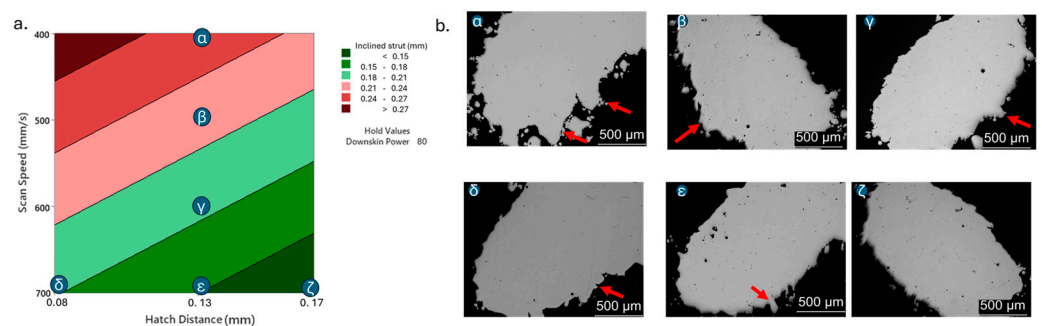 a.
400
500
600
700
Scan Speed (mm/s)
0.08
0.13
0.17
Hatch Distance (mm)
α
β
γ
δ
ε
ζ
Inclined strut (mm)
< 0.15
0.15 - 0.18
0.18 - 0.21
0.21 - 0.24
0.24 - 0.27
> 0.27
Hold Values
Downskin Power 80
b.
α
500 μm
β
500 μm
γ
500 μm
δ
500 μm
ε
500 μm
ζ
500 μm